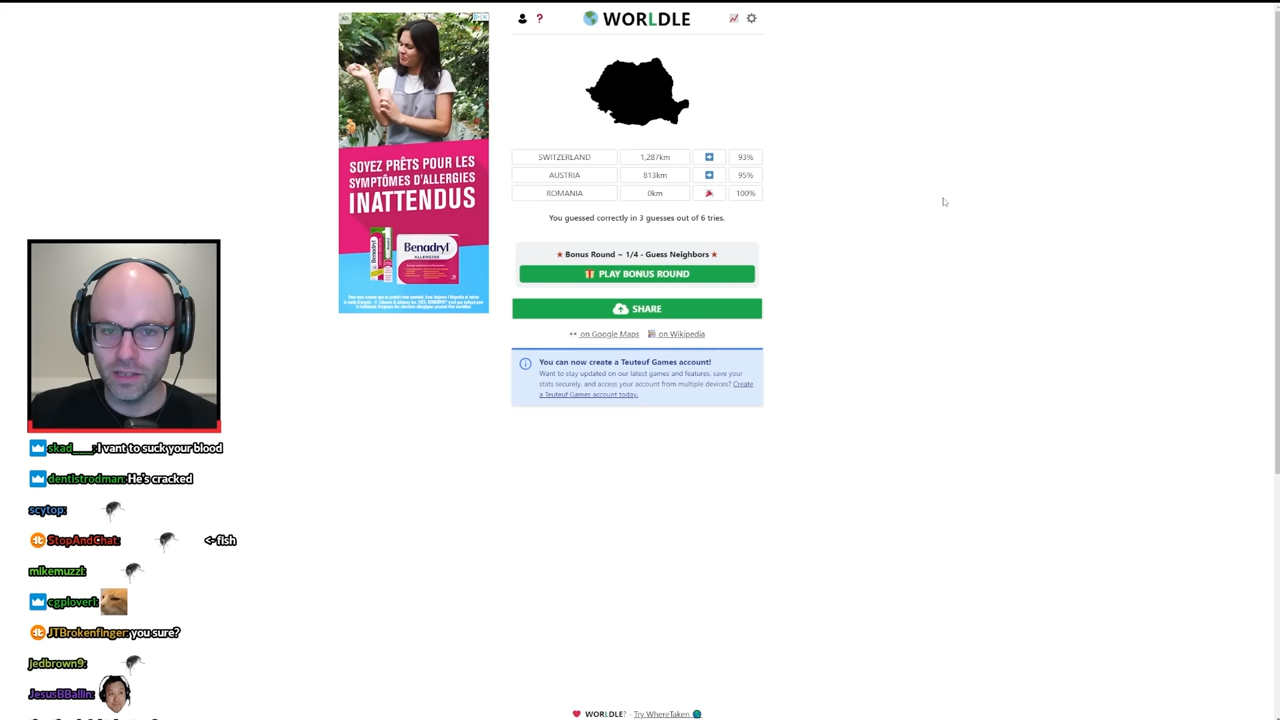 Ad
WORLDLE
SOYEZ PRÊTS POUR LES
SYMPTÔMES D'ALLERGIES
INATTENDUS
Benadryl
ALLERGIES
SWITZERLAND 1,287km ➡️ 93%
AUSTRIA 813km ➡️ 95%
ROMANIA 0km 🎉 100%
You guessed correctly in 3 guesses out of 6 tries.
★ Bonus Round ~ 1/4 - Guess Neighbors ★
PLAY BONUS ROUND
SHARE
on Google Maps on Wikipedia
You can now create a Teuteuf Games account!
Want to stay updated on our latest games and features, save your
stats securely, and access your account from multiple devices? Create
a Teuteuf Games account today.
skad___: I vant to suck your blood
dentistrodman: He's cracked
scytop:
StopAndChat: <-fish
mikemuzzi:
cgplover1:
JTBrokenfinger: you sure?
jedbrown9:
JesusBBallin:
WORLDLE? - Try WhereTaken